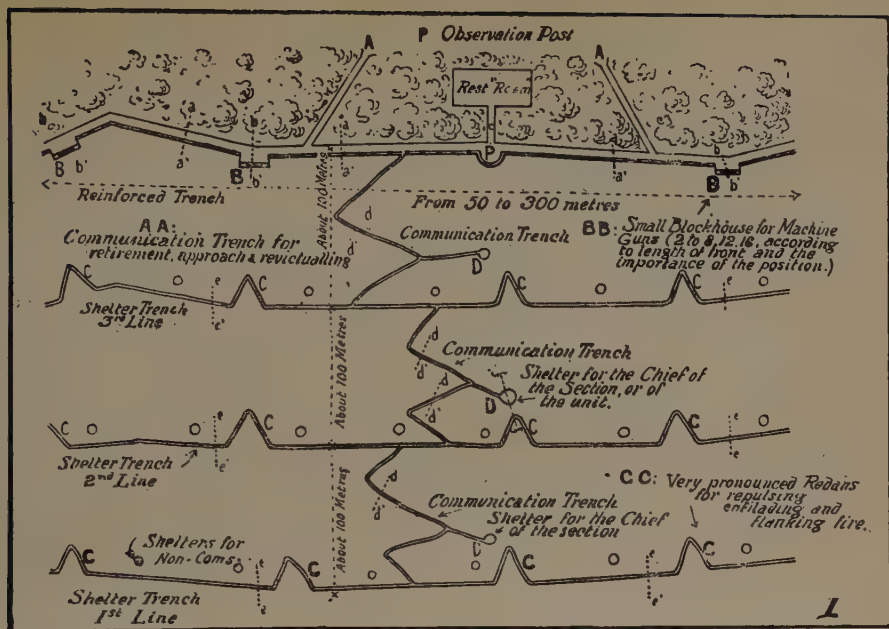 P Observation Post
A
A
Rest Room
a
a
b
a
c
b
P
a'
a'
a'
B
b'
B
b'
B
b'
Reinforced Trench
From 50 to 300 metres
About 100 Metres
AA:
Communication Trench for
retirement, approach & revictualling
d
d'
Communication Trench
D
BB: Small Blockhouse for Machine
Guns (2 to 8, 12, 16, according
to length of front and the
importance of the position.)
C
e
C
C
C
e
Shelter Trench
3rd Line
e'
e'
About 100 Metres
d
d'
Communication Trench
Shelter for the Chief of
the Section, or of
the unit.
d
d'
D
C
e
C
C
C
e
Shelter Trench
2nd Line
e'
e'
About 100 Metres
d
d'
Communication Trench
Shelter for the Chief
of the section
D
CC: Very pronounced Redans
for repulsing
enfilading and
flanking fire.
C
Shelters for
Non-Coms.
e
C
C
C
e
Shelter Trench
1st Line
e'
e'
1